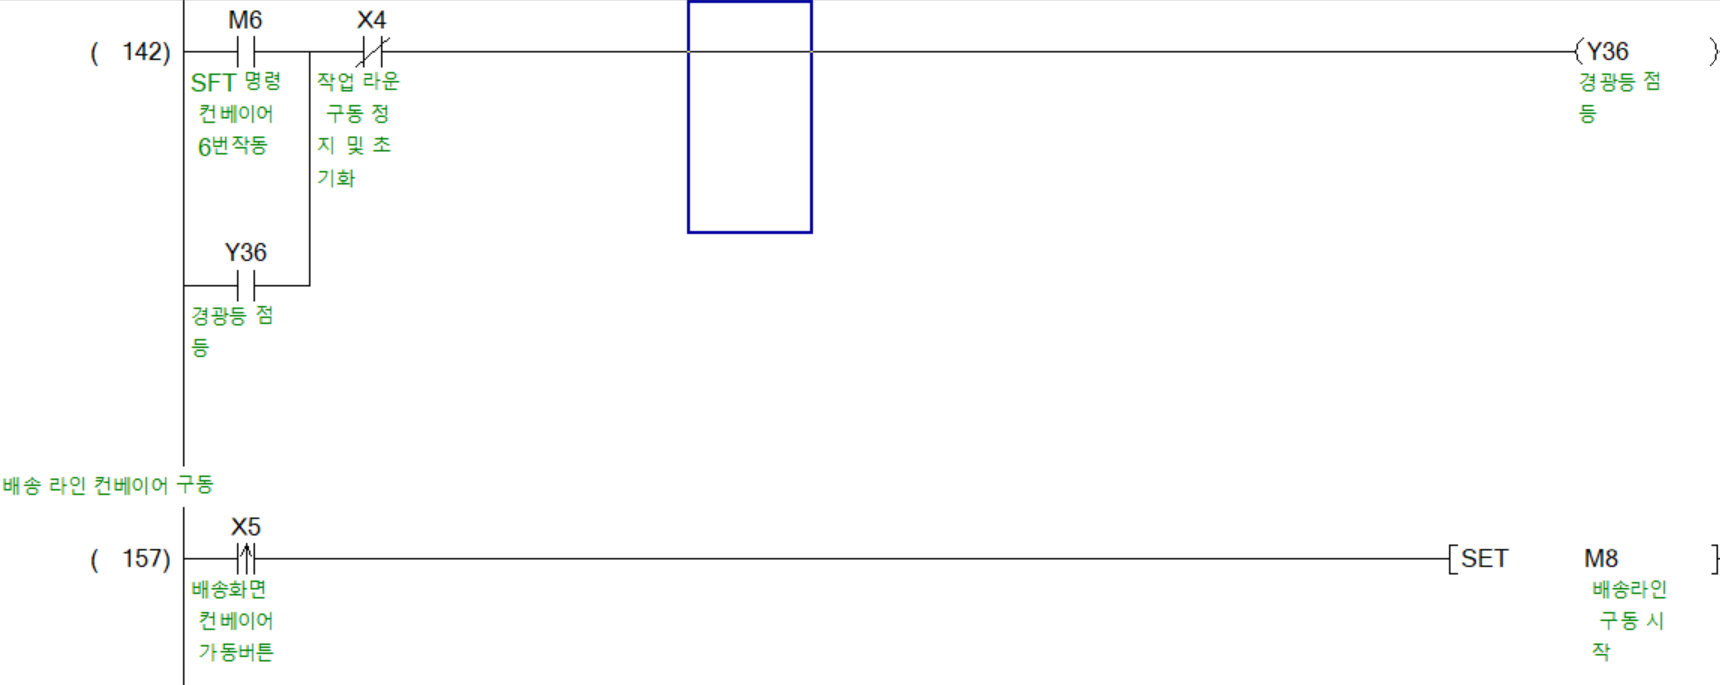 M6 X4
( 142) (Y36 )
SFT 명령 작업 라운 경광등 점
컨베이어 구동 정 등
6번작동 지 및 초
기화
Y36
경광등 점
등
배송 라인 컨베이어 구동
X5
( 157) [SET M8 ]
배송화면 배송라인
컨베이어 구동 시
가동버튼 작